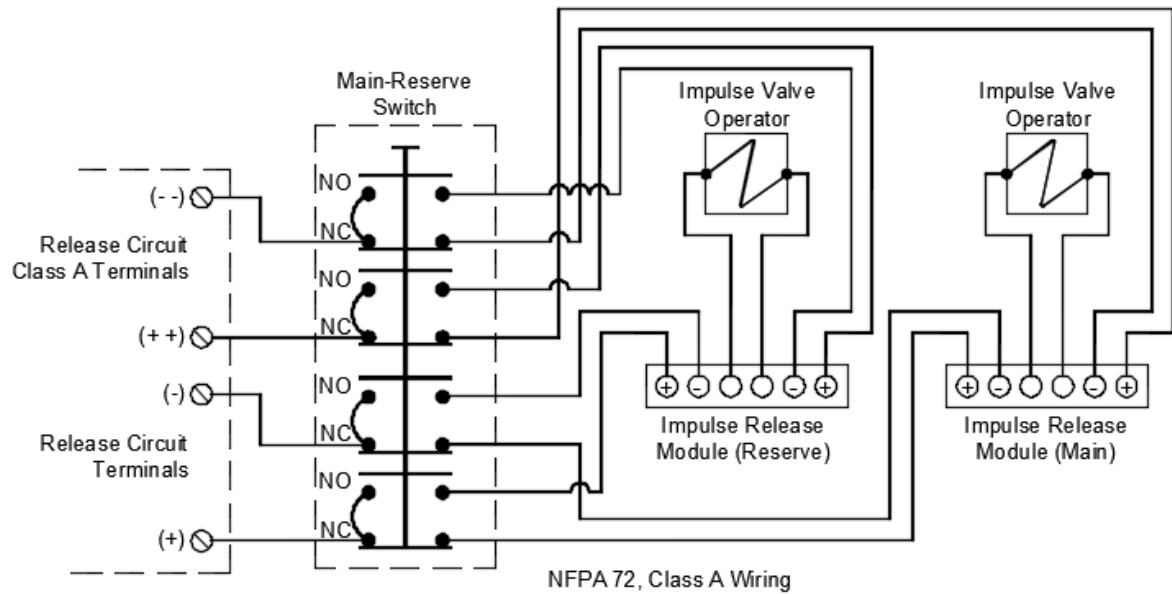 Main-Reserve
Switch
Impulse Valve
Operator
Impulse Valve
Operator
NO
(- -)
Release Circuit
Class A Terminals
NC
NO
(+ +)
NC
(-)
NO
Release Circuit
Terminals
NC
NO
(+)
NC
+ - - +
Impulse Release
Module (Reserve)
+ - - +
Impulse Release
Module (Main)
NFPA 72, Class A Wiring